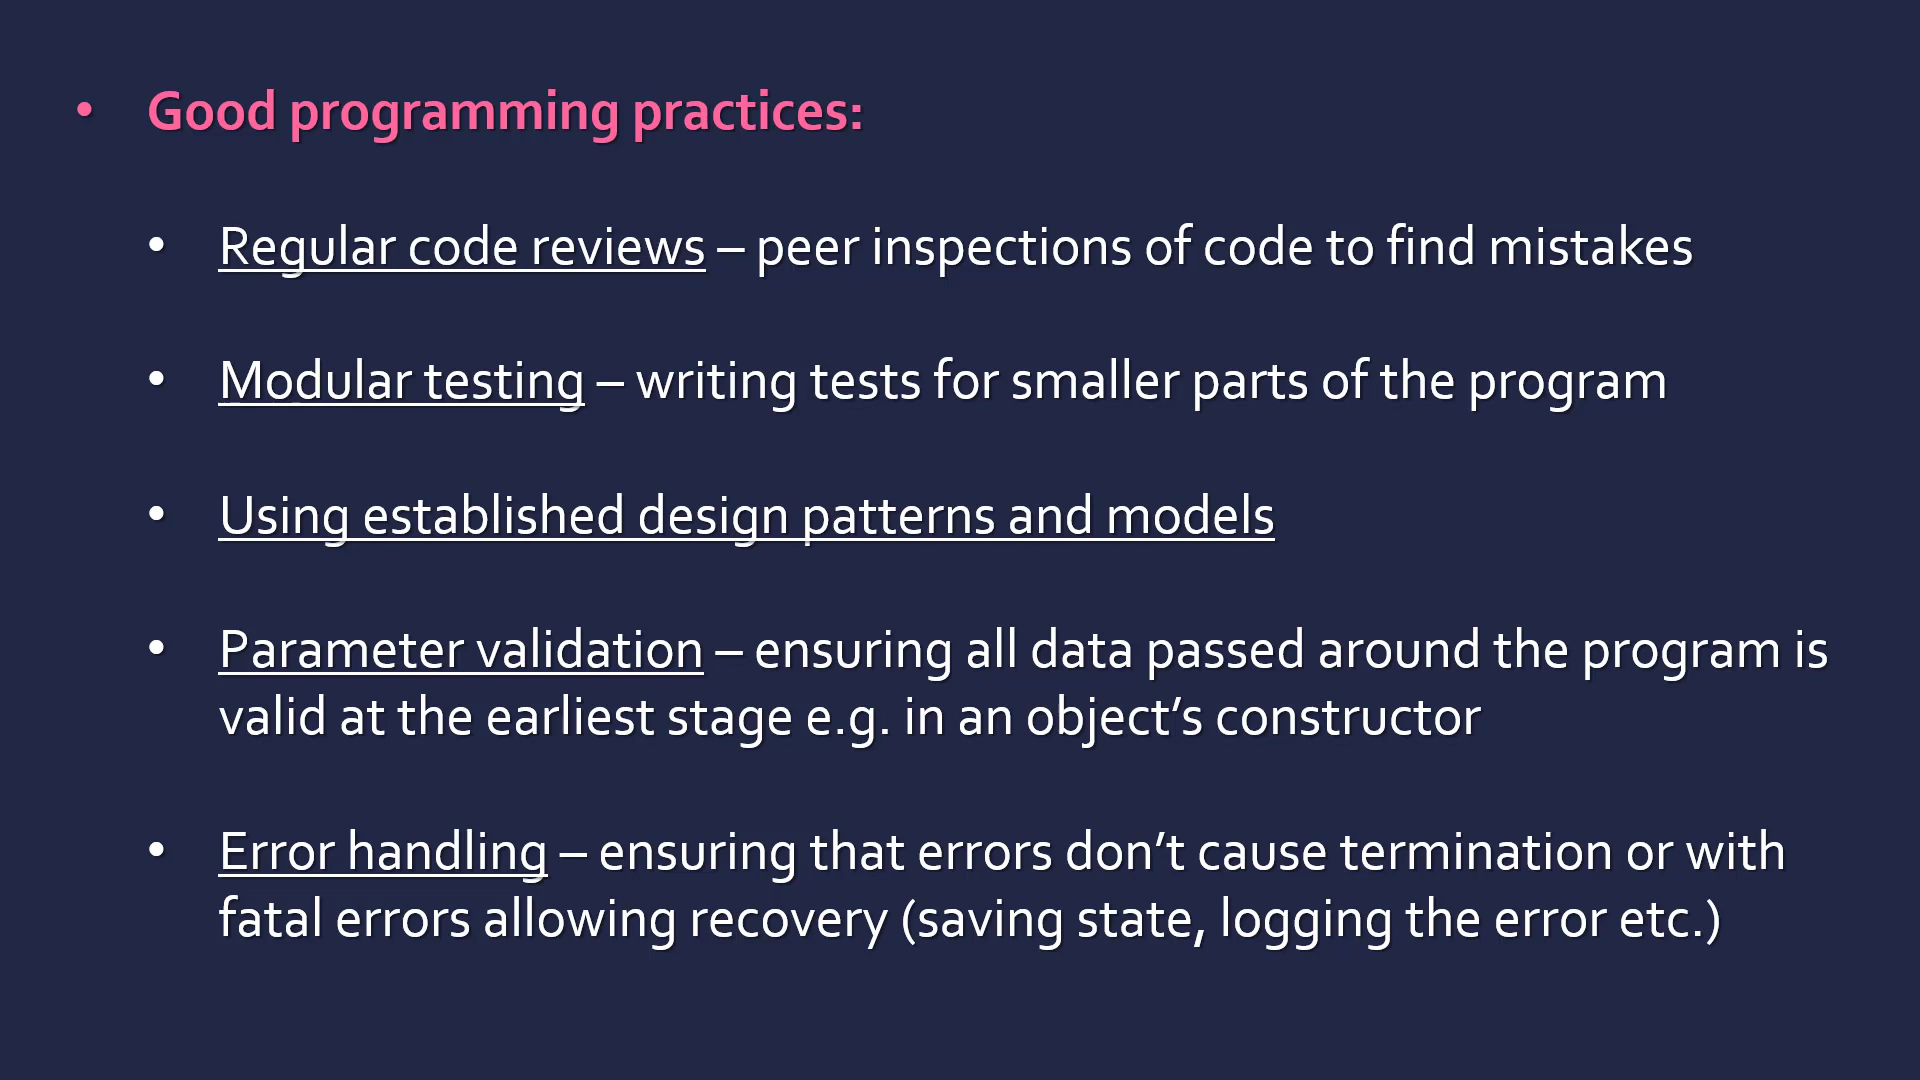 • Good programming practices:
• Regular code reviews – peer inspections of code to find mistakes
• Modular testing – writing tests for smaller parts of the program
• Using established design patterns and models
• Parameter validation – ensuring all data passed around the program is
valid at the earliest stage e.g. in an object’s constructor
• Error handling – ensuring that errors don’t cause termination or with
fatal errors allowing recovery (saving state, logging the error etc.)